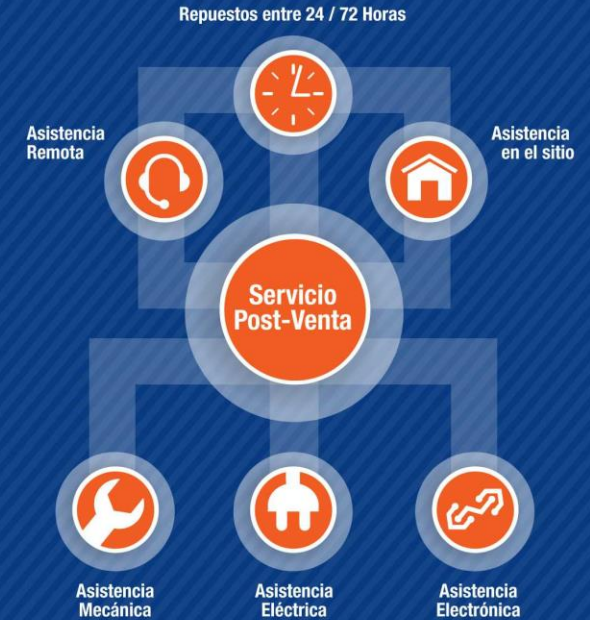 Repuestos entre 24 / 72 Horas
Asistencia
Remota
Asistencia
en el sitio
Servicio
Post-Venta
Asistencia
Mecánica
Asistencia
Eléctrica
Asistencia
Electrónica